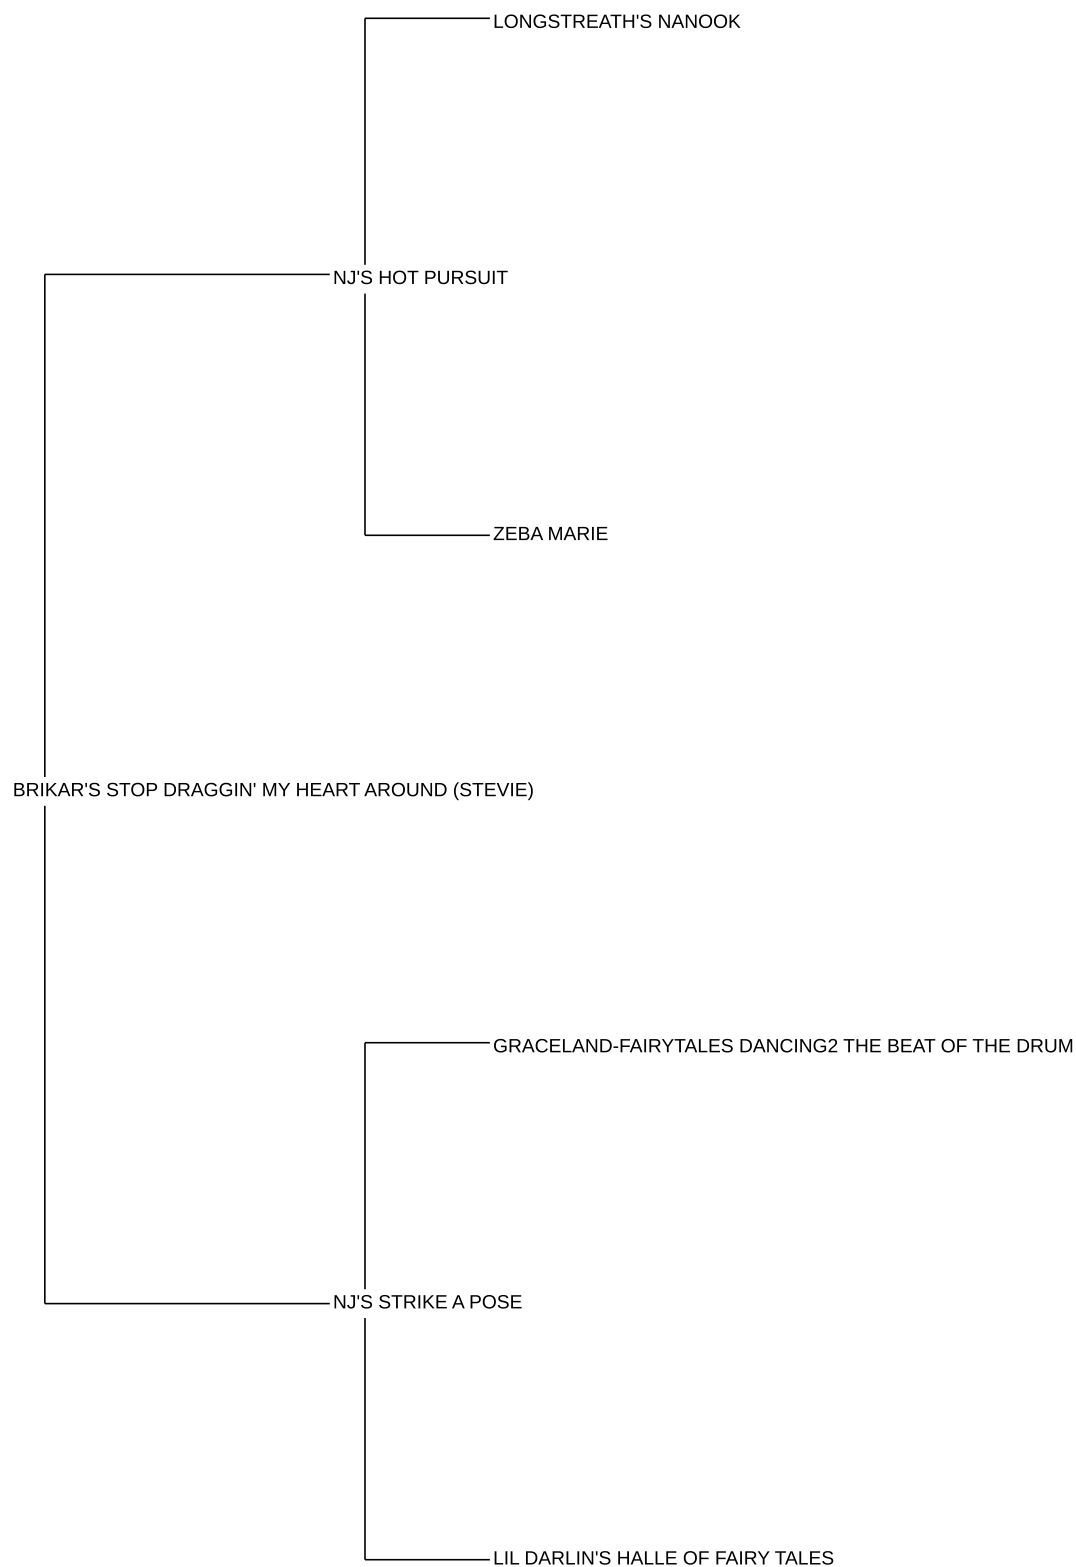 LONGSTREATH'S NANOOK
NJ'S HOT PURSUIT
ZEBA MARIE
BRIKAR'S STOP DRAGGIN' MY HEART AROUND (STEVIE)
GRACELAND-FAIRYTALES DANCING2 THE BEAT OF THE DRUM
NJ'S STRIKE A POSE
LIL DARLIN'S HALLE OF FAIRY TALES